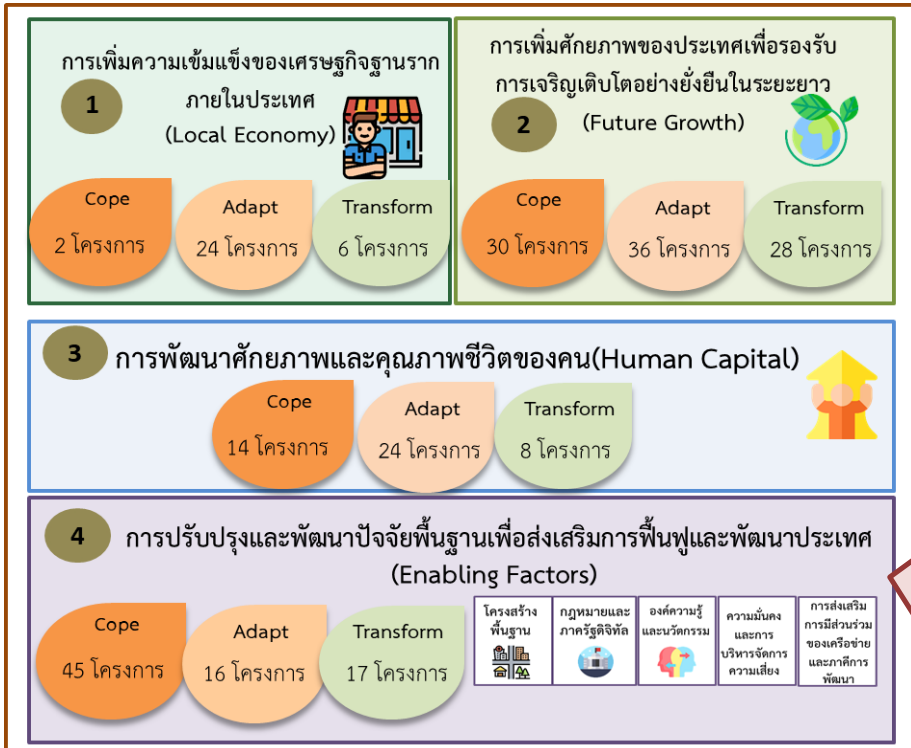 การเพิ่มความเข้มแข็งของเศรษฐกิจฐานราก
ภายในประเทศ
1
(Local Economy)
Cope
2 โครงการ
Adapt
24 โครงการ
Transform
6 โครงการ
การเพิ่มศักยภาพของประเทศเพื่อรองรับ
การเจริญเติบโตอย่างยั่งยืนในระยะยาว
2
(Future Growth)
Cope
30 โครงการ
Adapt
36 โครงการ
Transform
28 โครงการ
3
การพัฒนาศักยภาพและคุณภาพชีวิตของคน(Human Capital)
Cope
14 โครงการ
Adapt
24 โครงการ
Transform
8 โครงการ
4
การปรับปรุงและพัฒนาปัจจัยพื้นฐานเพื่อส่งเสริมการฟื้นฟูและพัฒนาประเทศ
(Enabling Factors)
Cope
45 โครงการ
Adapt
16 โครงการ
Transform
17 โครงการ
โครงสร้าง
พื้นฐาน
กฎหมายและ
ภาครัฐดิจิทัล
องค์ความรู้
และนวัตกรรม
ความมั่นคง
และการ
บริหารจัดการ
ความเสี่ยง
การส่งเสริม
การมีส่วนร่วม
ของเครือข่าย
และภาคีการ
พัฒนา